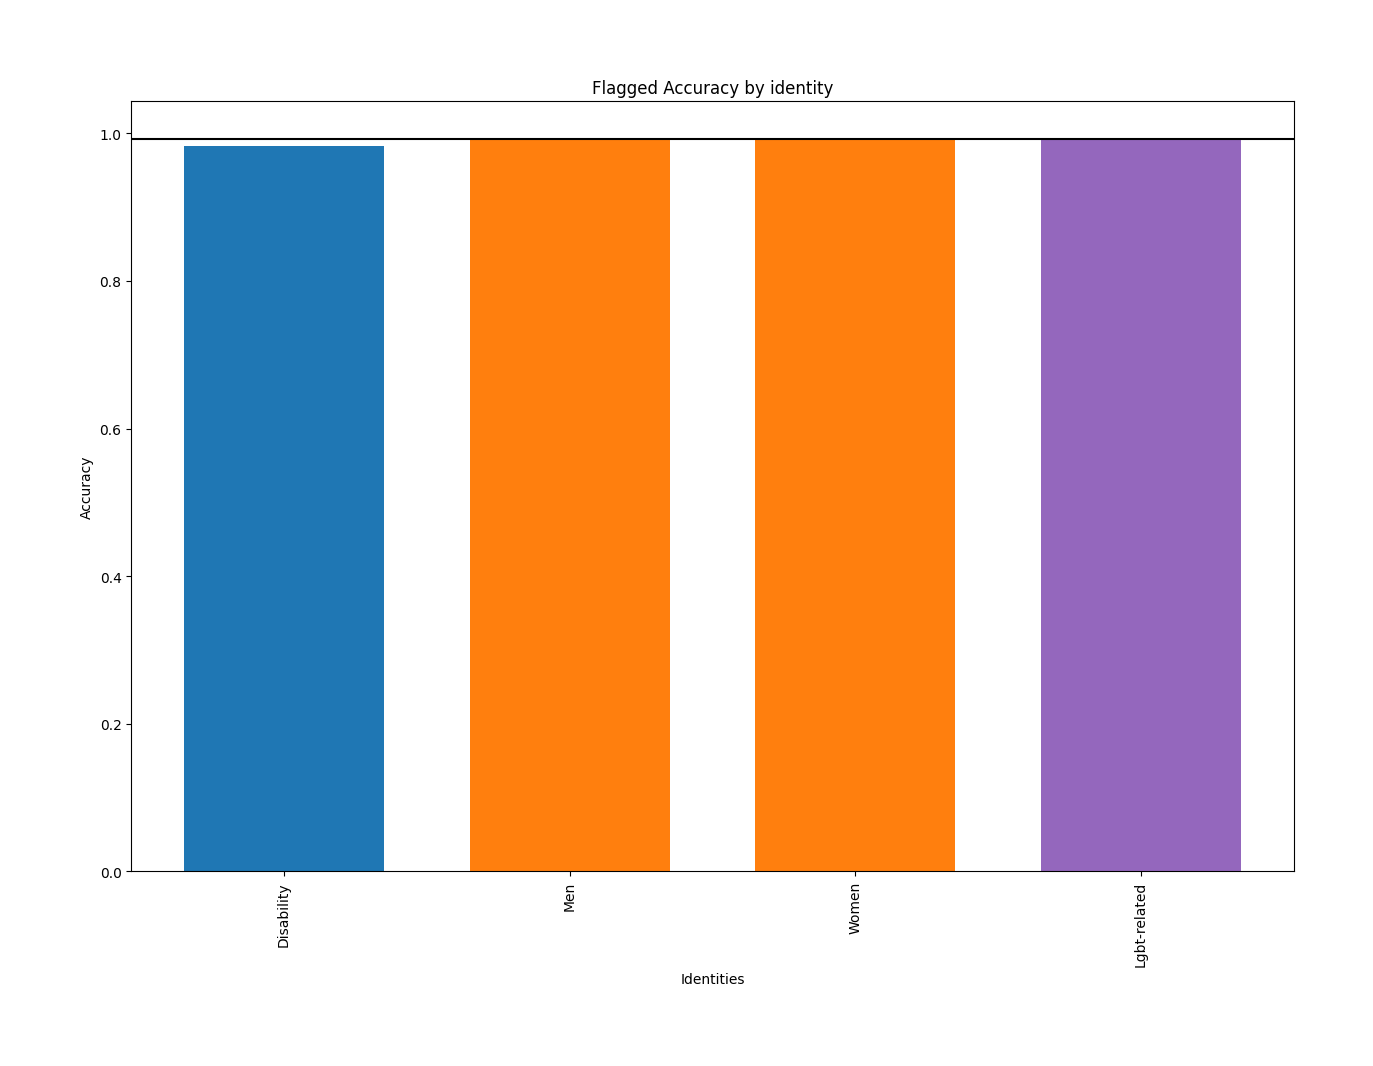 Flagged Accuracy by identity
1.0
0.8
0.6
0.4
0.2
0.0
Accuracy
Disability
Men
Women
Lgbt-related
Identities